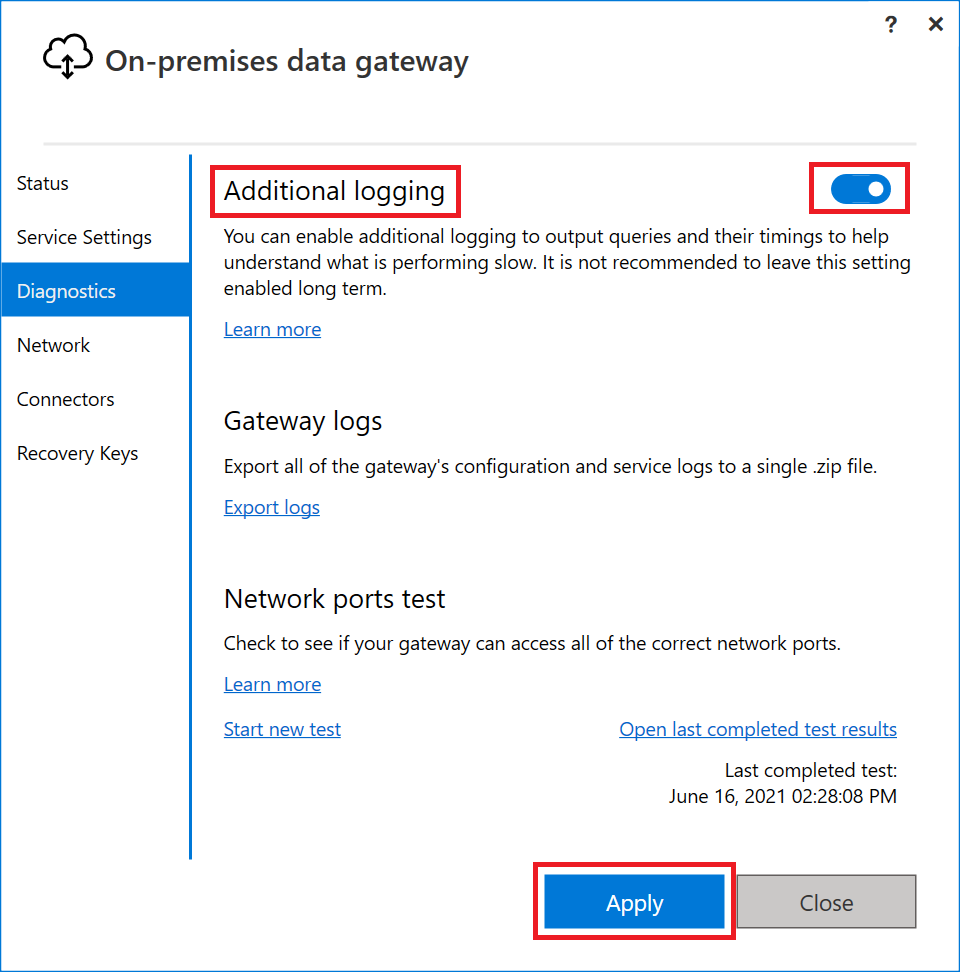 ? ×
On-premises data gateway
Status
Service Settings
Diagnostics
Network
Connectors
Recovery Keys
Additional logging
You can enable additional logging to output queries and their timings to help
understand what is performing slow. It is not recommended to leave this setting
enabled long term.
Learn more
Gateway logs
Export all of the gateway's configuration and service logs to a single .zip file.
Export logs
Network ports test
Check to see if your gateway can access all of the correct network ports.
Learn more
Start new test
Open last completed test results
Last completed test:
June 16, 2021 02:28:08 PM
Apply
Close